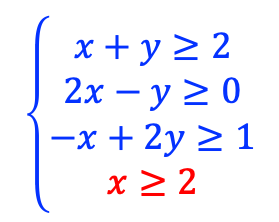 x + y ≥ 2
2x − y ≥ 0
−x + 2y ≥ 1
x ≥ 2